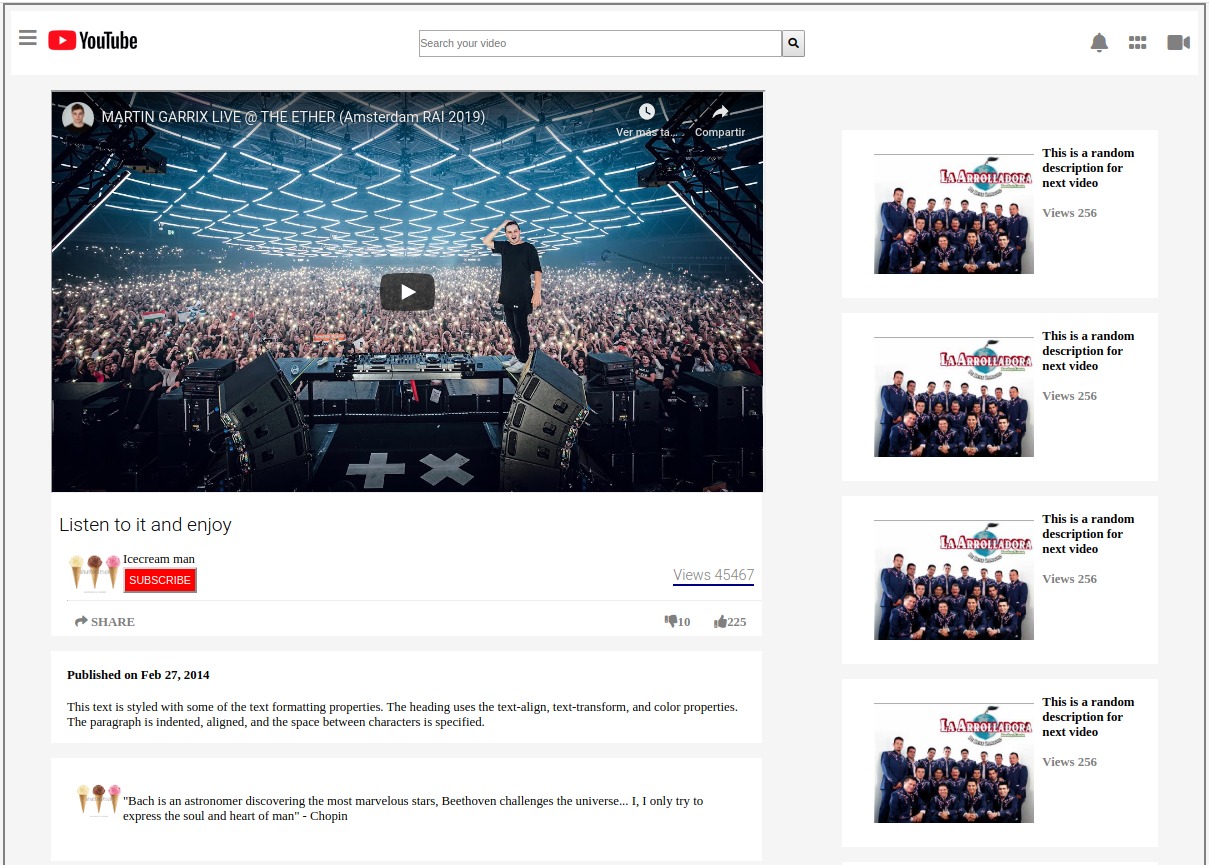 YouTube
Search your video
MARTIN GARRIX LIVE @ THE ETHER (Amsterdam RAI 2019)
Ver más ta...
Compartir
Listen to it and enjoy
Icecream man
SUBSCRIBE
Views 45467
SHARE
10
225
Published on Feb 27, 2014
This text is styled with some of the text formatting properties. The heading uses the text-align, text-transform, and color properties.
The paragraph is indented, aligned, and the space between characters is specified.
"Bach is an astronomer discovering the most marvelous stars, Beethoven challenges the universe... I, I only try to
express the soul and heart of man" - Chopin
LA ARROLLADORA
This is a random
description for
next video
Views 256
LA ARROLLADORA
This is a random
description for
next video
Views 256
LA ARROLLADORA
This is a random
description for
next video
Views 256
LA ARROLLADORA
This is a random
description for
next video
Views 256